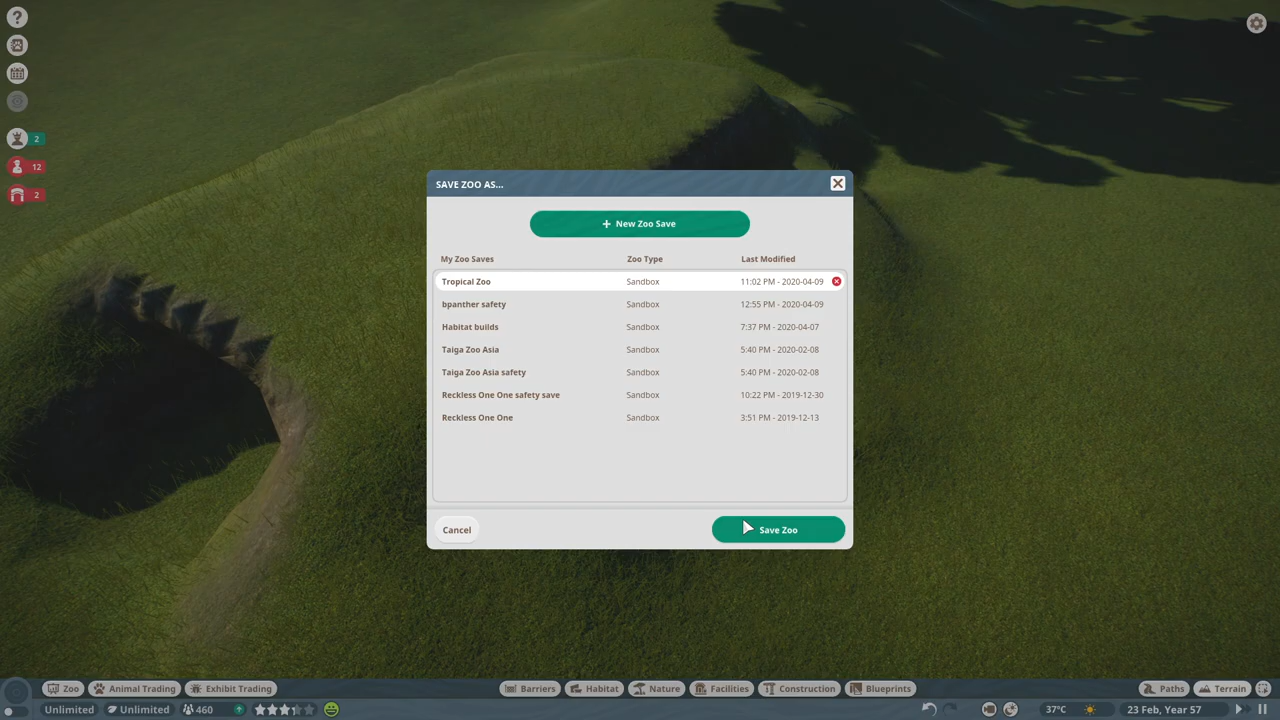 ?
2
12
2
SAVE ZOO AS...
+ New Zoo Save
My Zoo Saves Zoo Type Last Modified
Tropical Zoo Sandbox 11:02 PM - 2020-04-09
bpanther safety Sandbox 12:55 PM - 2020-04-09
Habitat builds Sandbox 7:37 PM - 2020-04-07
Taiga Zoo Asia Sandbox 5:40 PM - 2020-02-08
Taiga Zoo Asia safety Sandbox 5:40 PM - 2020-02-08
Reckless One One safety save Sandbox 10:22 PM - 2019-12-30
Reckless One One Sandbox 3:51 PM - 2019-12-13
Cancel Save Zoo
Zoo Animal Trading Exhibit Trading Barriers Habitat Nature Facilities Construction Blueprints Paths Terrain
Unlimited Unlimited 460 37°C 23 Feb, Year 57